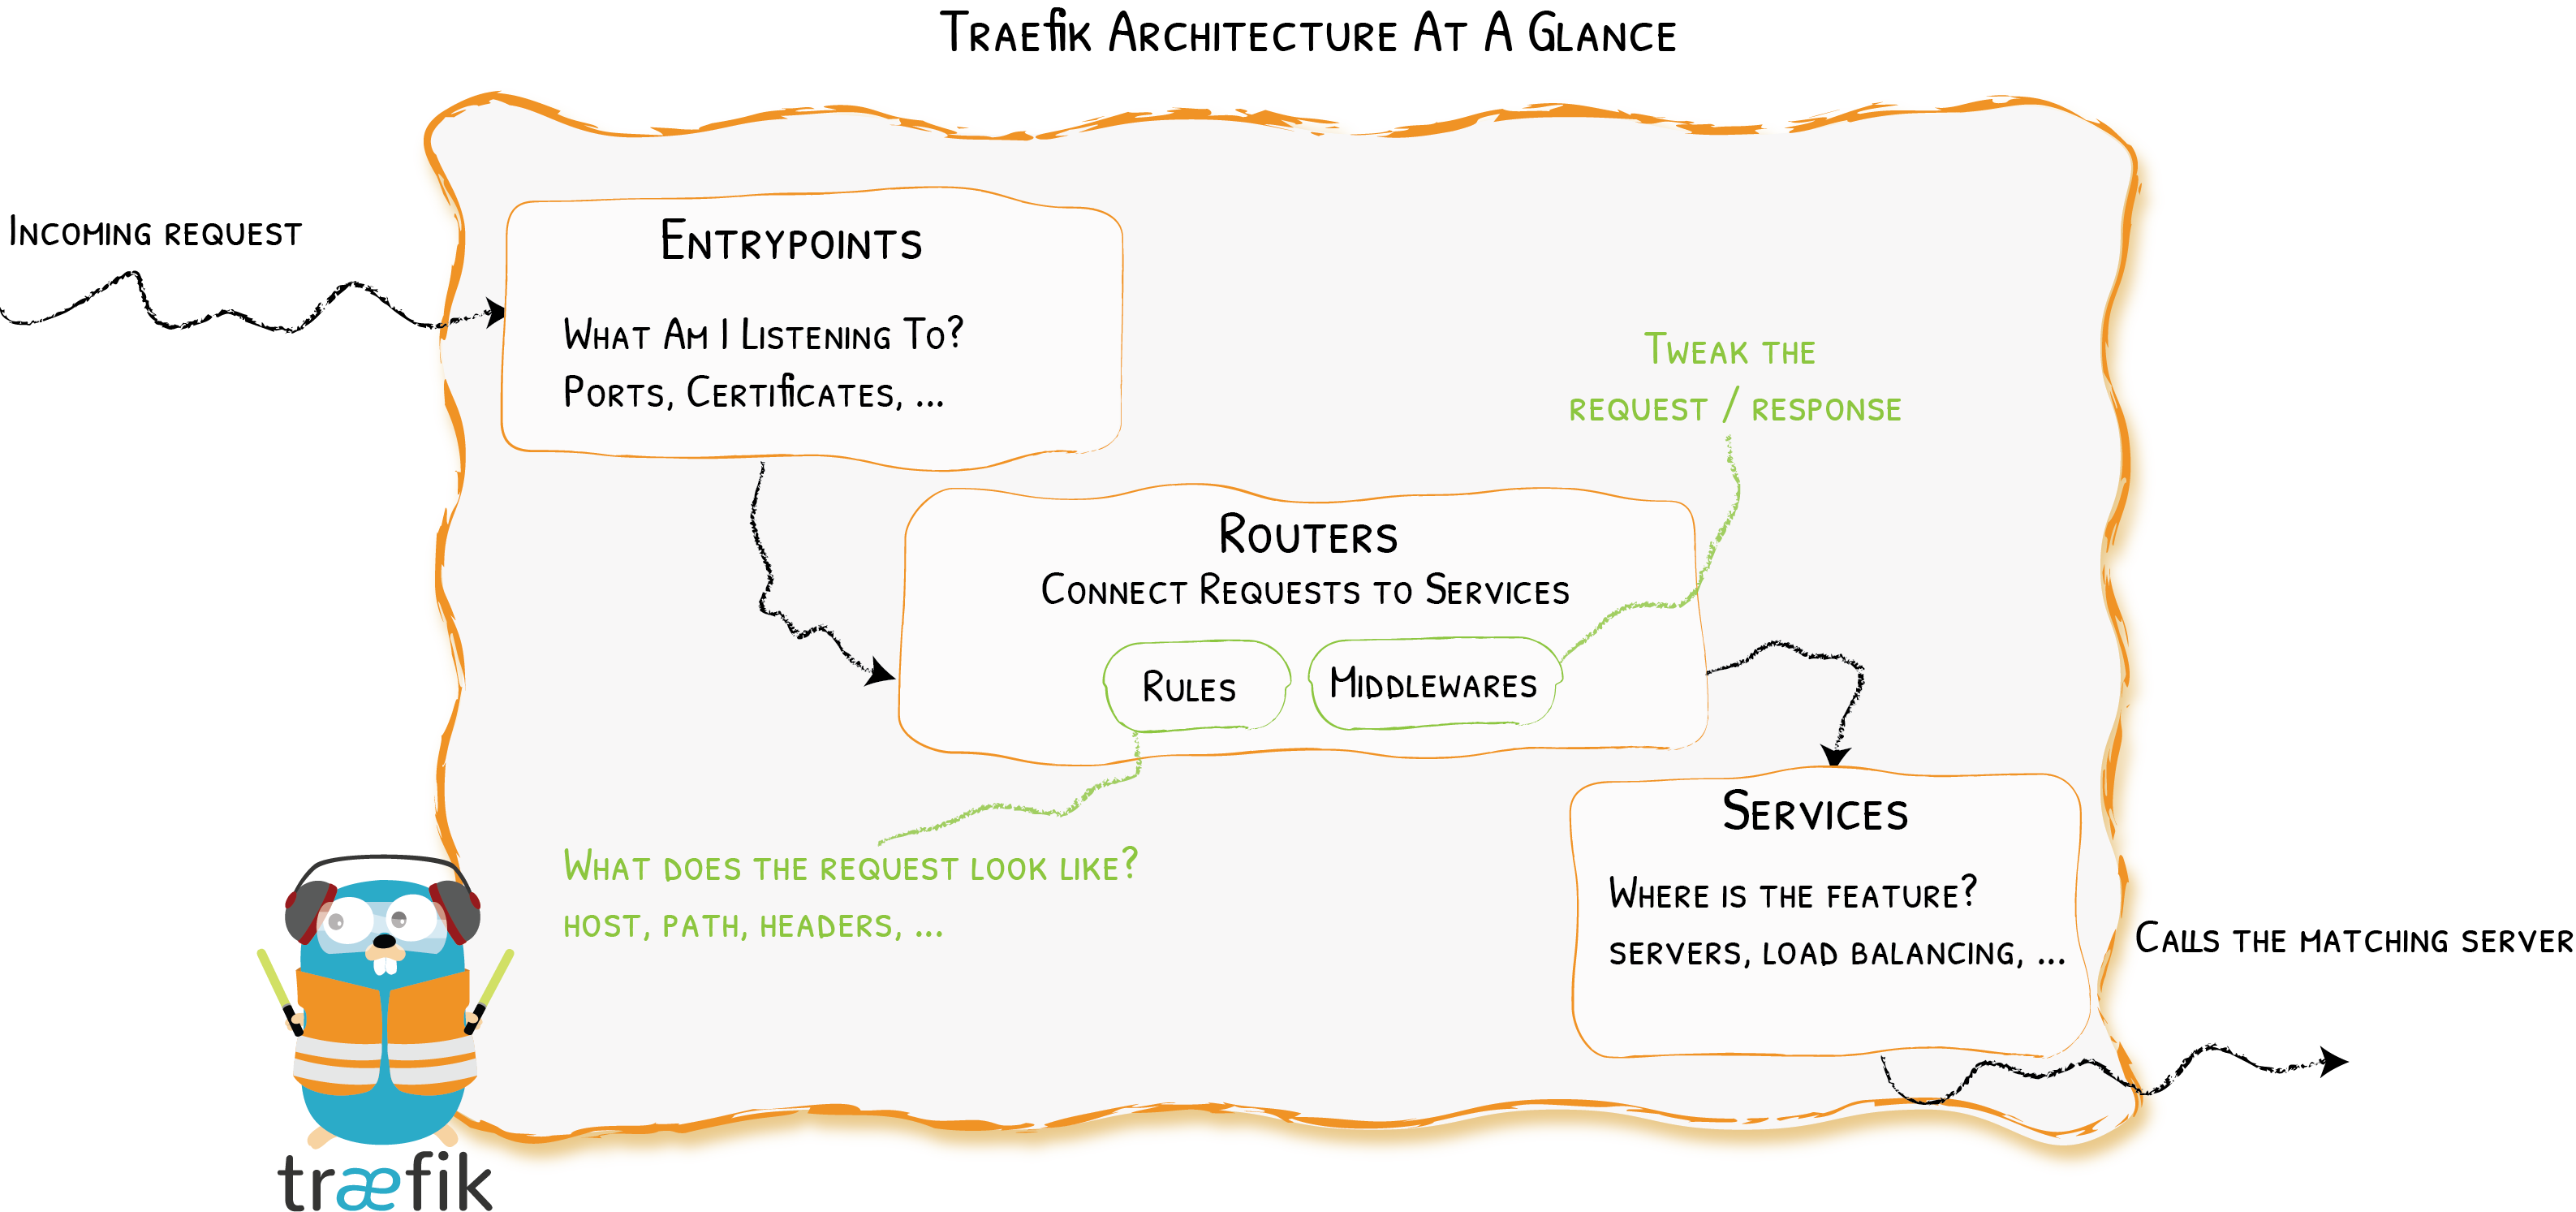 Traefik Architecture At A Glance
Incoming request
Entrypoints
What Am I Listening To?
Ports, Certificates, ...
Tweak the
request / response
Routers
Connect Requests to Services
Rules
Middlewares
What does the request look like?
host, path, headers, ...
Services
Where is the feature?
servers, load balancing, ...
Calls the matching server
træfik